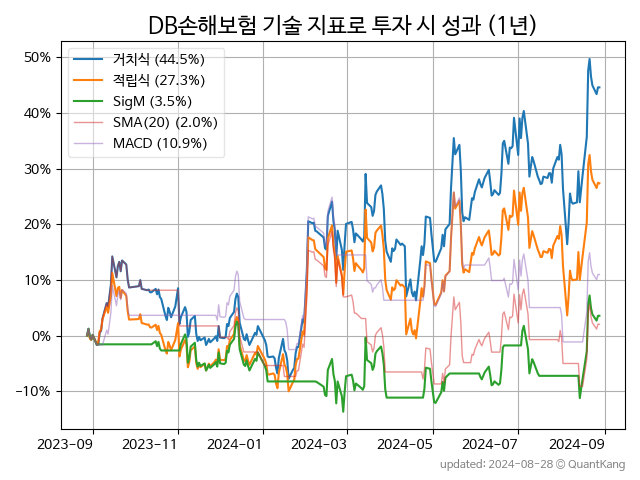 DB손해보험 기술 지표로 투자 시 성과 (1년)
거치식 (44.5%)
적립식 (27.3%)
SigM (3.5%)
SMA(20) (2.0%)
MACD (10.9%)
50%
40%
30%
20%
10%
0%
−10%
2023-09
2023-11
2024-01
2024-03
2024-05
2024-07
2024-09
updated: 2024-08-28 © QuantKang